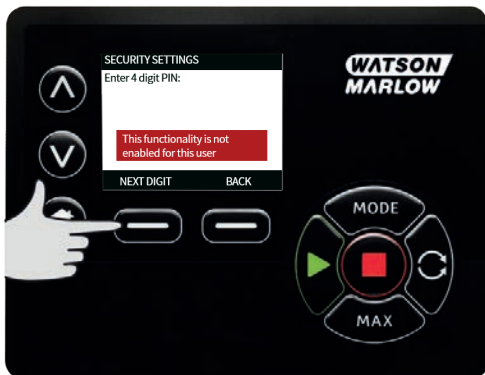 SECURITY SETTINGS
Enter 4 digit PIN:
This functionality is not
enabled for this user
NEXT DIGIT BACK
WATSON
MARLOW
MODE
MAX